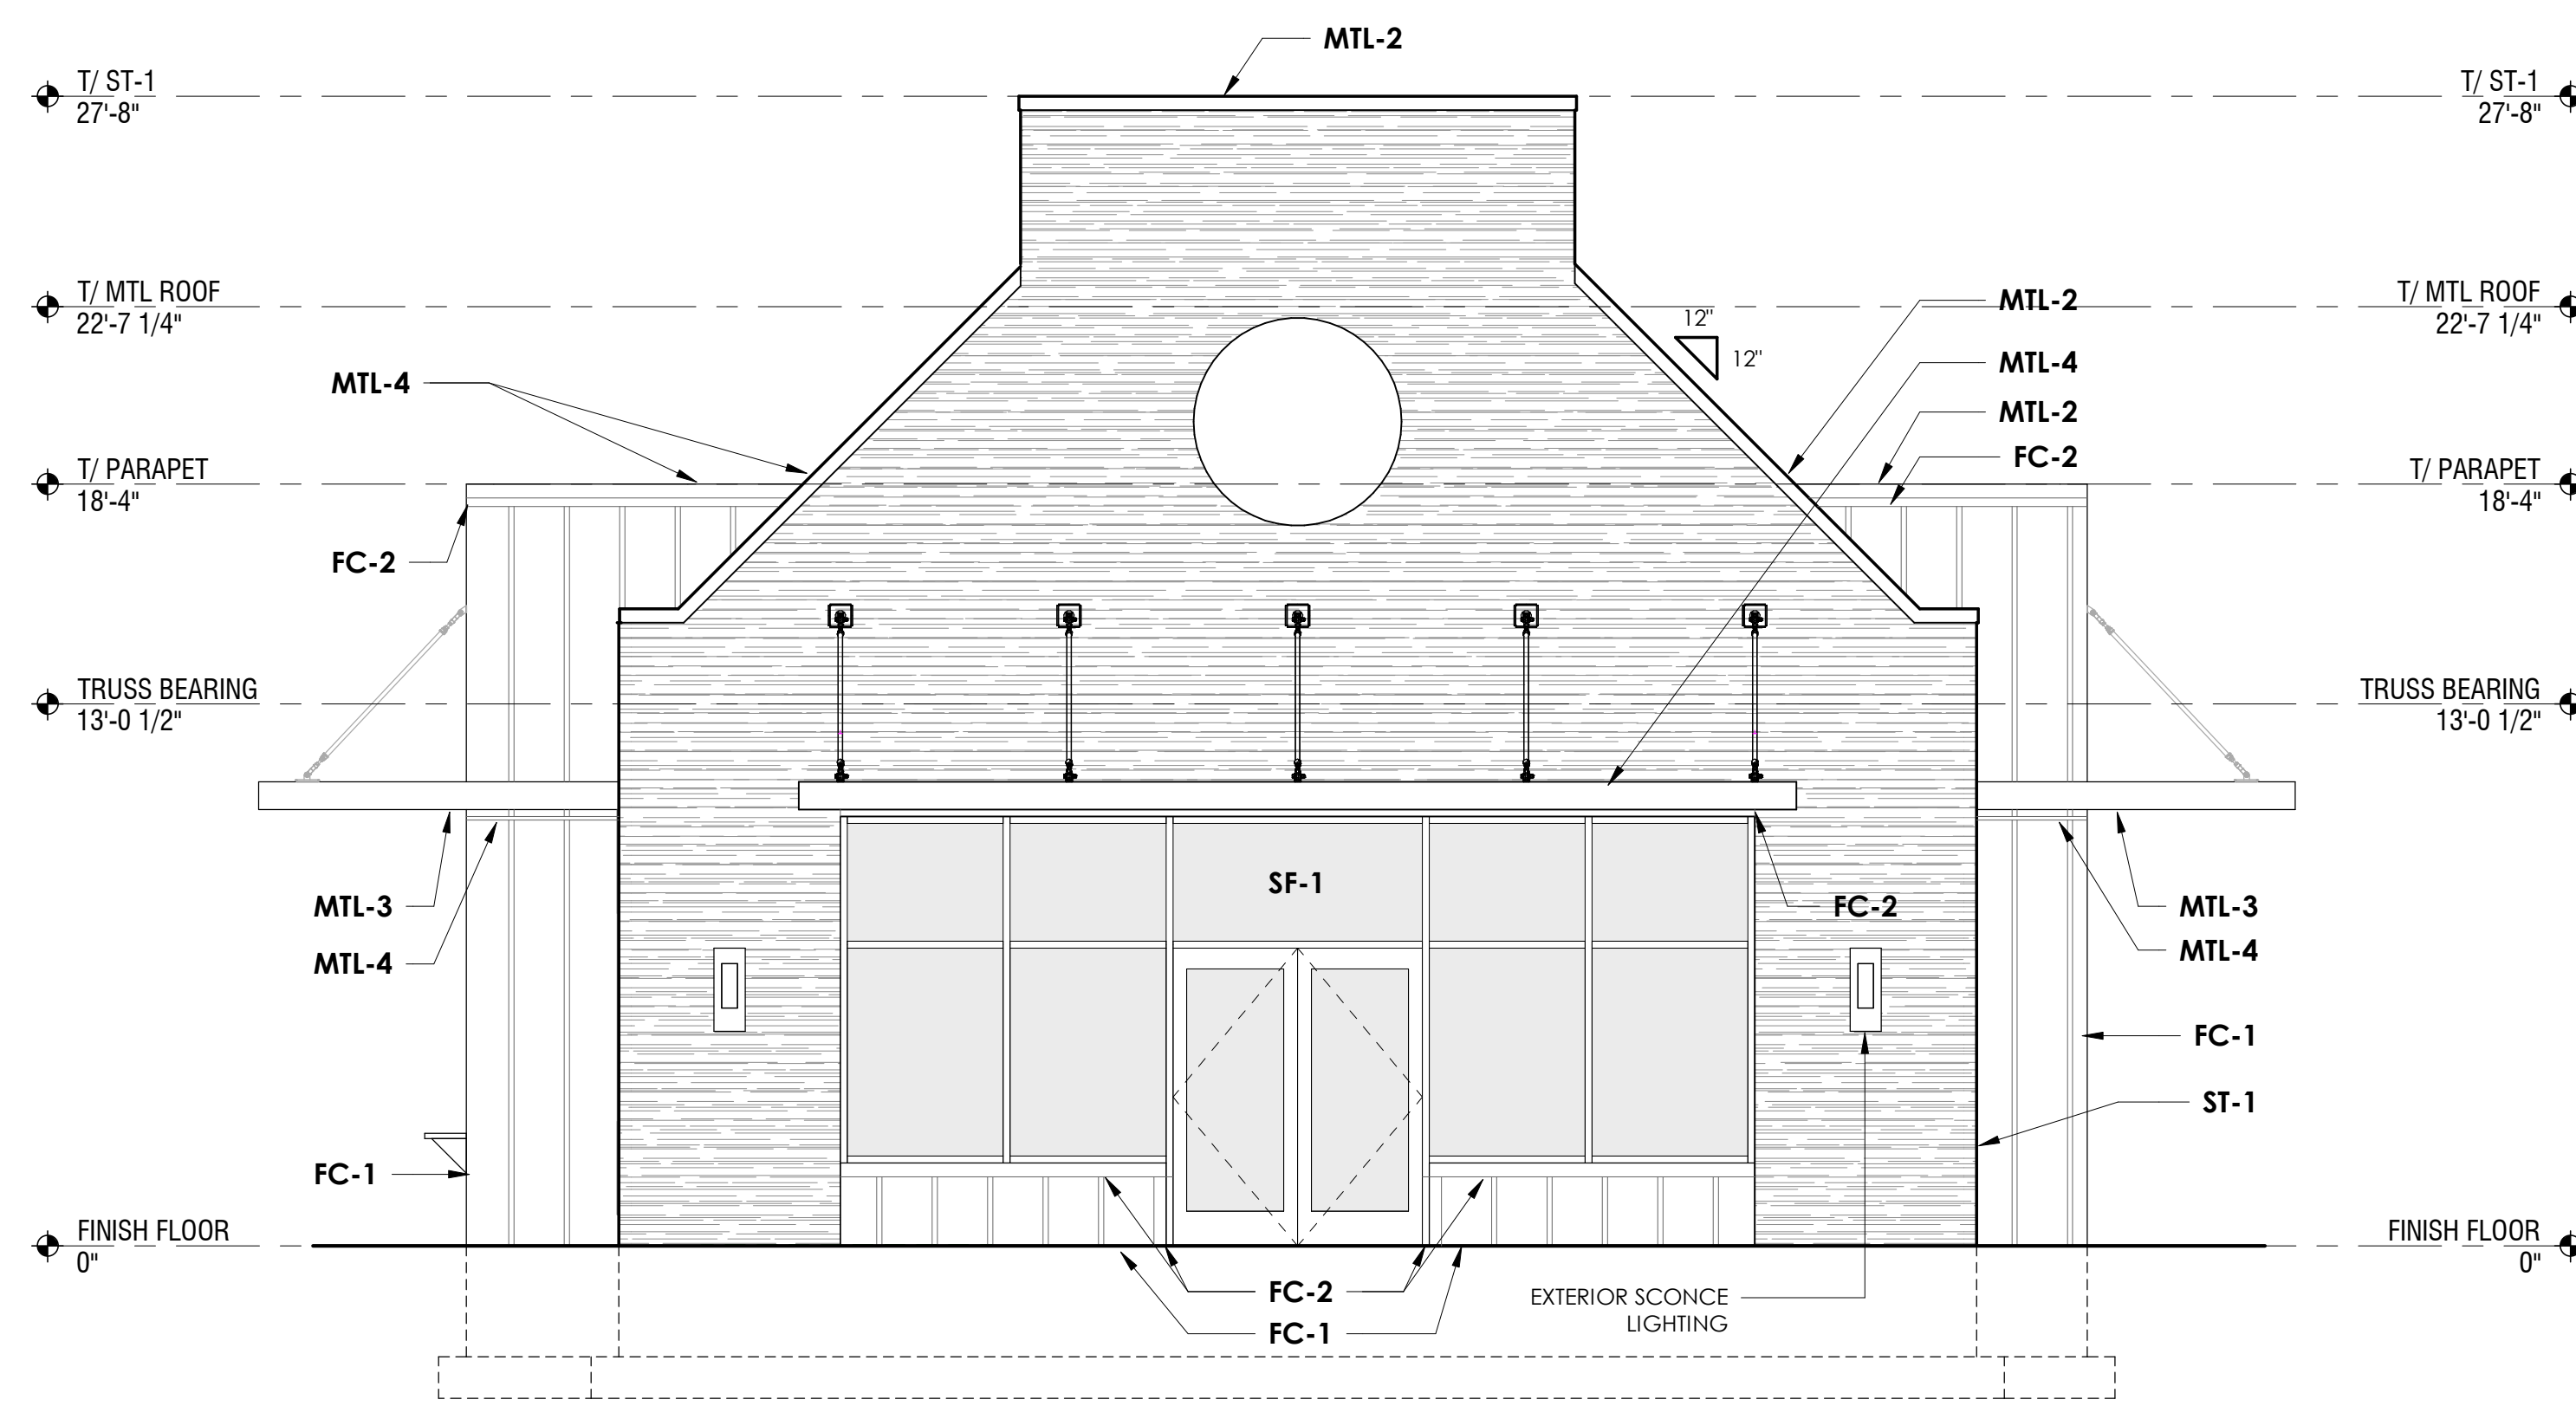 MTL-2
T/ ST-1
27'-8"
T/ ST-1
27'-8"
T/ MTL ROOF
22'-7 1/4"
MTL-2
T/ MTL ROOF
22'-7 1/4"
12"
12"
MTL-4
MTL-4
MTL-2
FC-2
T/ PARAPET
18'-4"
T/ PARAPET
18'-4"
FC-2
TRUSS BEARING
13'-0 1/2"
TRUSS BEARING
13'-0 1/2"
SF-1
MTL-3
FC-2
MTL-3
MTL-4
MTL-4
FC-1
ST-1
FC-1
FINISH FLOOR
0"
FINISH FLOOR
0"
FC-2
FC-1
EXTERIOR SCONCE
LIGHTING